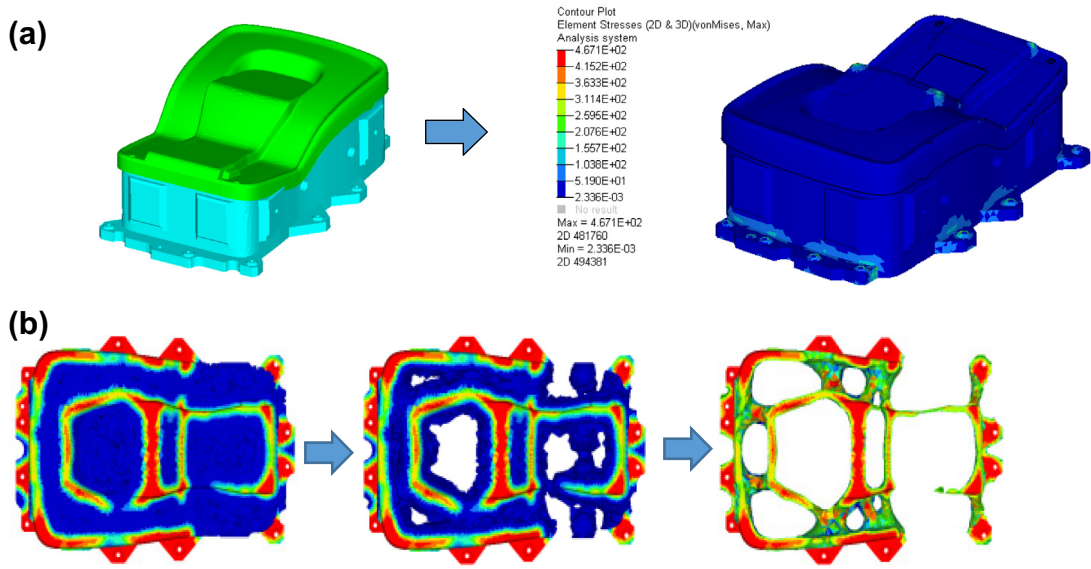 (a)
Contour Plot
Element Stresses (2D & 3D)(vonMises, Max)
Analysis system
4.671E+02
4.152E+02
3.633E+02
3.114E+02
2.595E+02
2.076E+02
1.557E+02
1.038E+02
5.190E+01
2.336E-03
No result
Max = 4.671E+02
2D 481760
Min = 2.336E-03
2D 494381
(b)